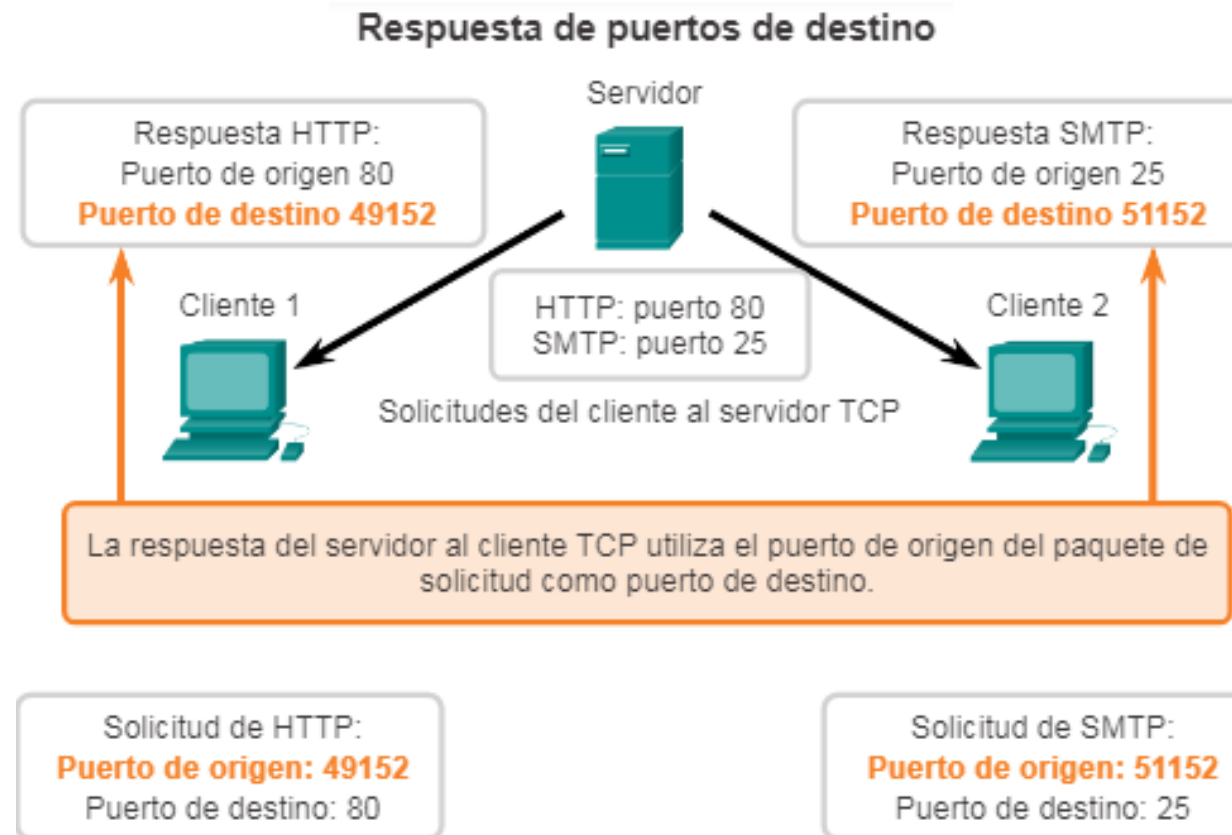 Respuesta de puertos de destino
Servidor
Respuesta HTTP:
Puerto de origen 80
Puerto de destino 49152
Respuesta SMTP:
Puerto de origen 25
Puerto de destino 51152
Cliente 1
HTTP: puerto 80
SMTP: puerto 25
Cliente 2
Solicitudes del cliente al servidor TCP
La respuesta del servidor al cliente TCP utiliza el puerto de origen del paquete de
solicitud como puerto de destino.
Solicitud de HTTP:
Puerto de origen: 49152
Puerto de destino: 80
Solicitud de SMTP:
Puerto de origen: 51152
Puerto de destino: 25